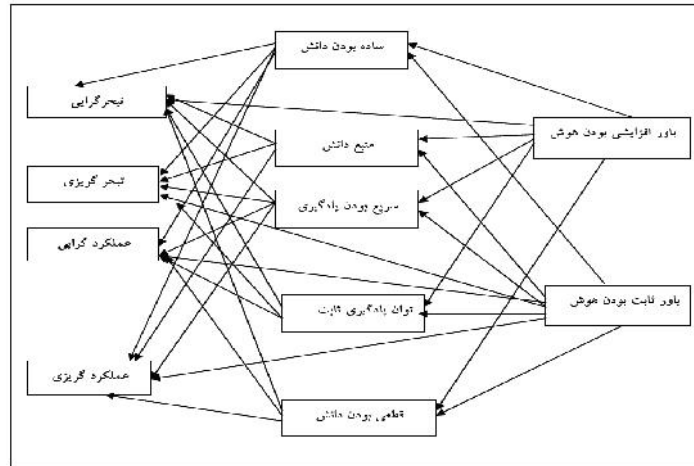 ساده بودن دانش
تبحرگرایی
باور افزایشی بودن هوش
منبع دانش
تبحر گریزی
سریع بودن یادگیری
عملکرد گرایی
باور ثابت بودن هوش
توان یادگیری ثابت
عملکرد گریزی
قطعی بودن دانش